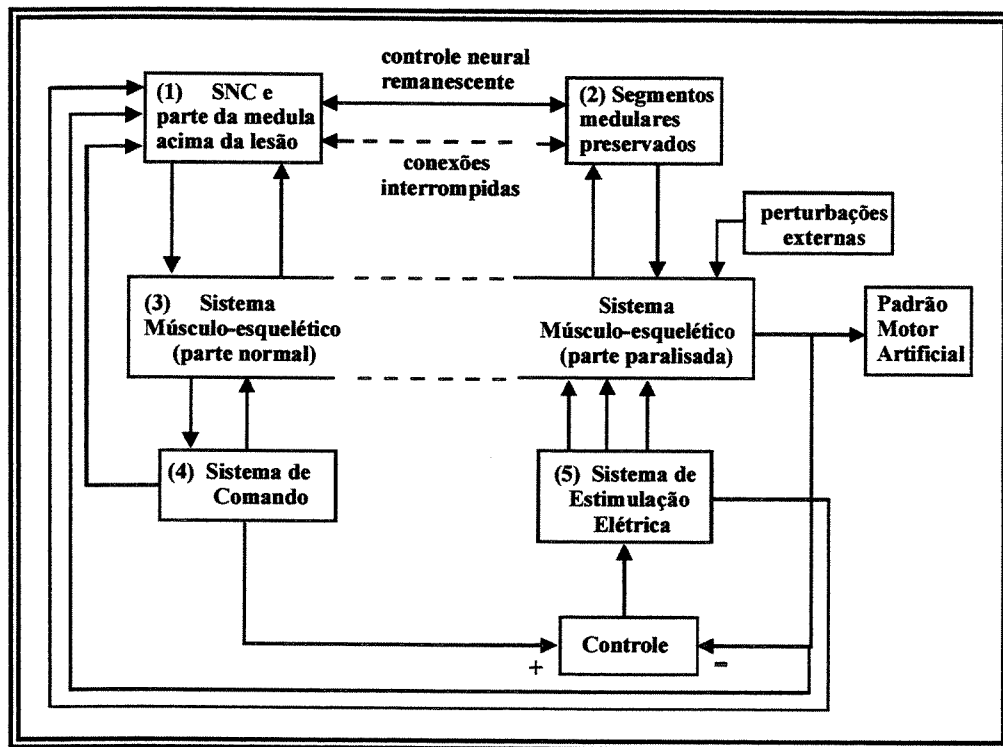 controle neural
remanescente
(1) SNC e
parte da medula
acima da lesão
(2) Segmentos
medulares
preservados
conexões
interrompidas
perturbações
externas
(3) Sistema
Músculo-esquelético
(parte normal)
Sistema
Músculo-esquelético
(parte paralisada)
Padrão
Motor
Artificial
(4) Sistema de
Comando
(5) Sistema de
Estimulação
Elétrica
Controle
+
−